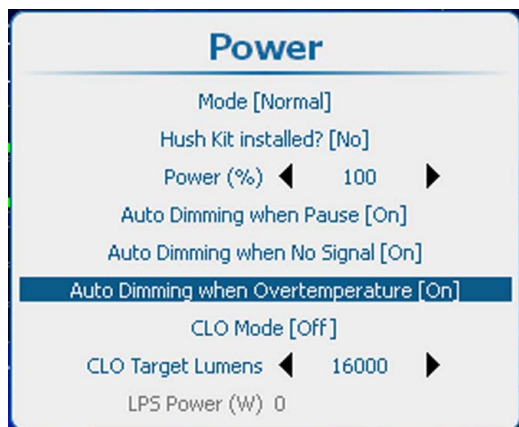 Power
Mode [Normal]
Hush Kit installed? [No]
Power (%) 100
Auto Dimming when Pause [On]
Auto Dimming when No Signal [On]
Auto Dimming when Overtemperature [On]
CLO Mode [Off]
CLO Target Lumens 16000
LPS Power (W) 0